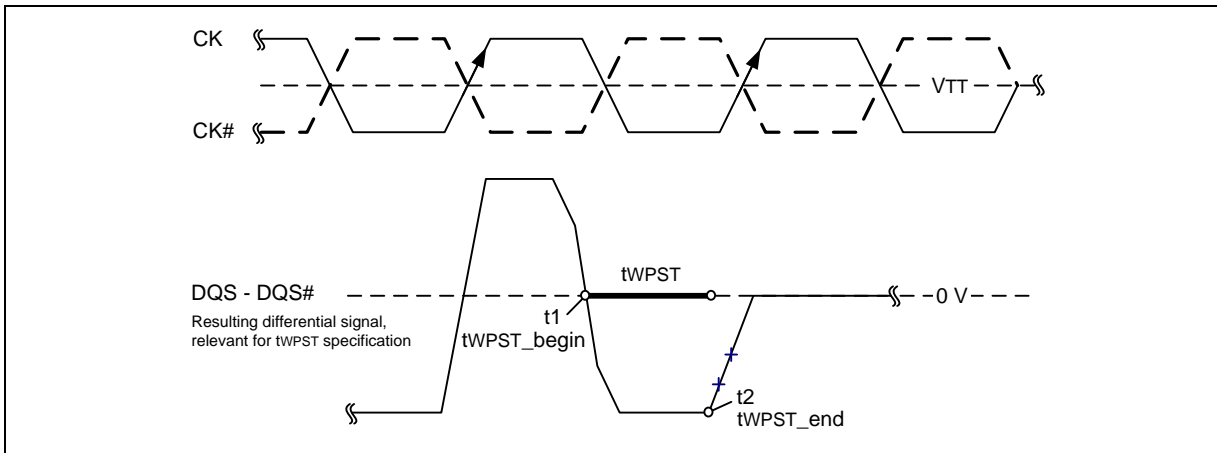 CK
VTT
CK#
tWPST
DQS - DQS#
0 V
Resulting differential signal,
relevant for tWPST specification
t1
tWPST_begin
t2
tWPST_end